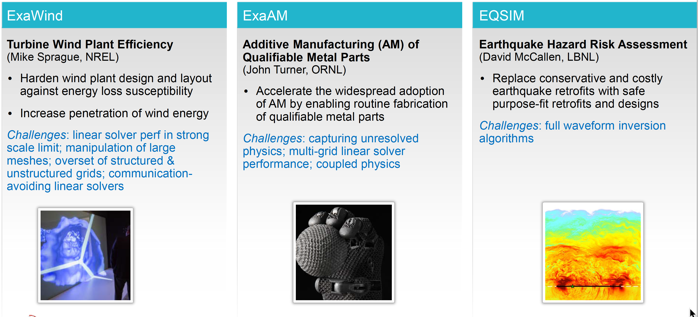 ExaWind
Turbine Wind Plant Efficiency
(Mike Sprague, NREL)
• Harden wind plant design and layout
against energy loss susceptibility
• Increase penetration of wind energy
Challenges: linear solver perf in strong
scale limit; manipulation of large
meshes; overset of structured &
unstructured grids; communication-
avoiding linear solvers
ExaAM
Additive Manufacturing (AM) of
Qualifiable Metal Parts
(John Turner, ORNL)
• Accelerate the widespread adoption
of AM by enabling routine fabrication
of qualifiable metal parts
Challenges: capturing unresolved
physics; multi-grid linear solver
performance; coupled physics
EQSIM
Earthquake Hazard Risk Assessment
(David McCallen, LBNL)
• Replace conservative and costly
earthquake retrofits with safe
purpose-fit retrofits and designs
Challenges: full waveform inversion
algorithms